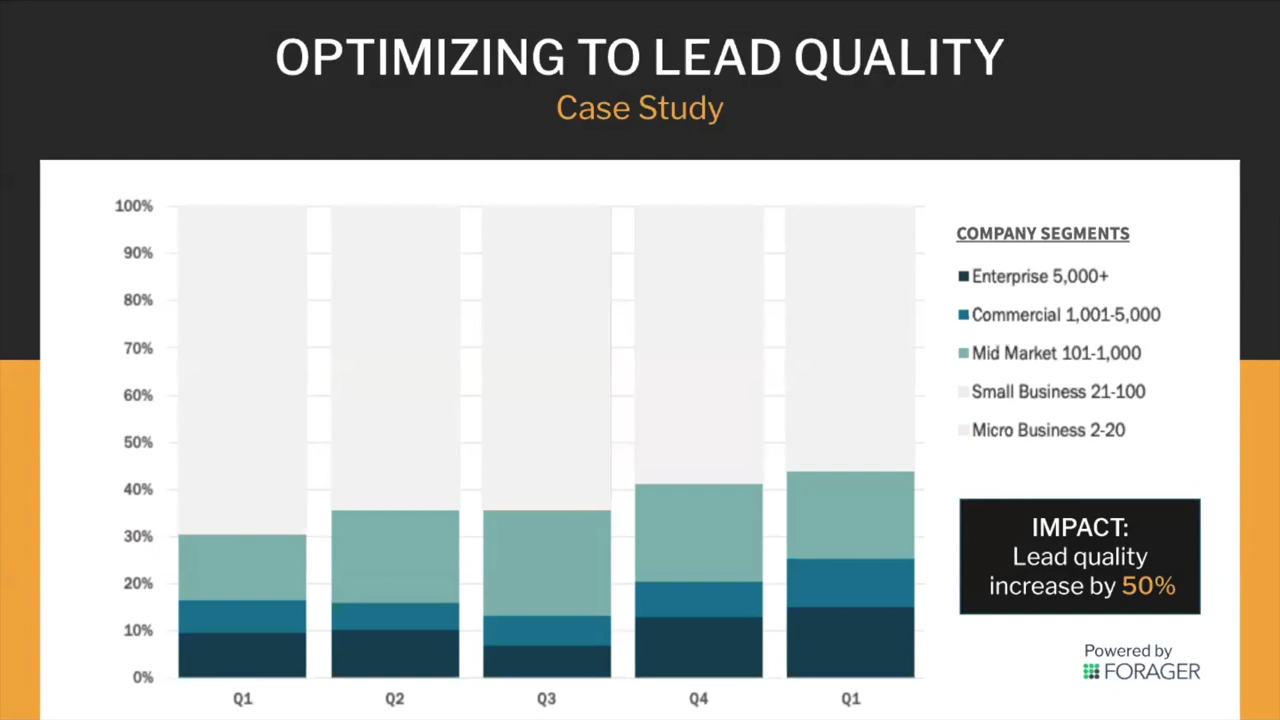 OPTIMIZING TO LEAD QUALITY
Case Study
100%
90%
80%
70%
60%
50%
40%
30%
20%
10%
0%
Q1
Q2
Q3
Q4
Q1
COMPANY SEGMENTS
Enterprise 5,000+
Commercial 1,001-5,000
Mid Market 101-1,000
Small Business 21-100
Micro Business 2-20
IMPACT:
Lead quality
increase by 50%
Powered by
FORAGER